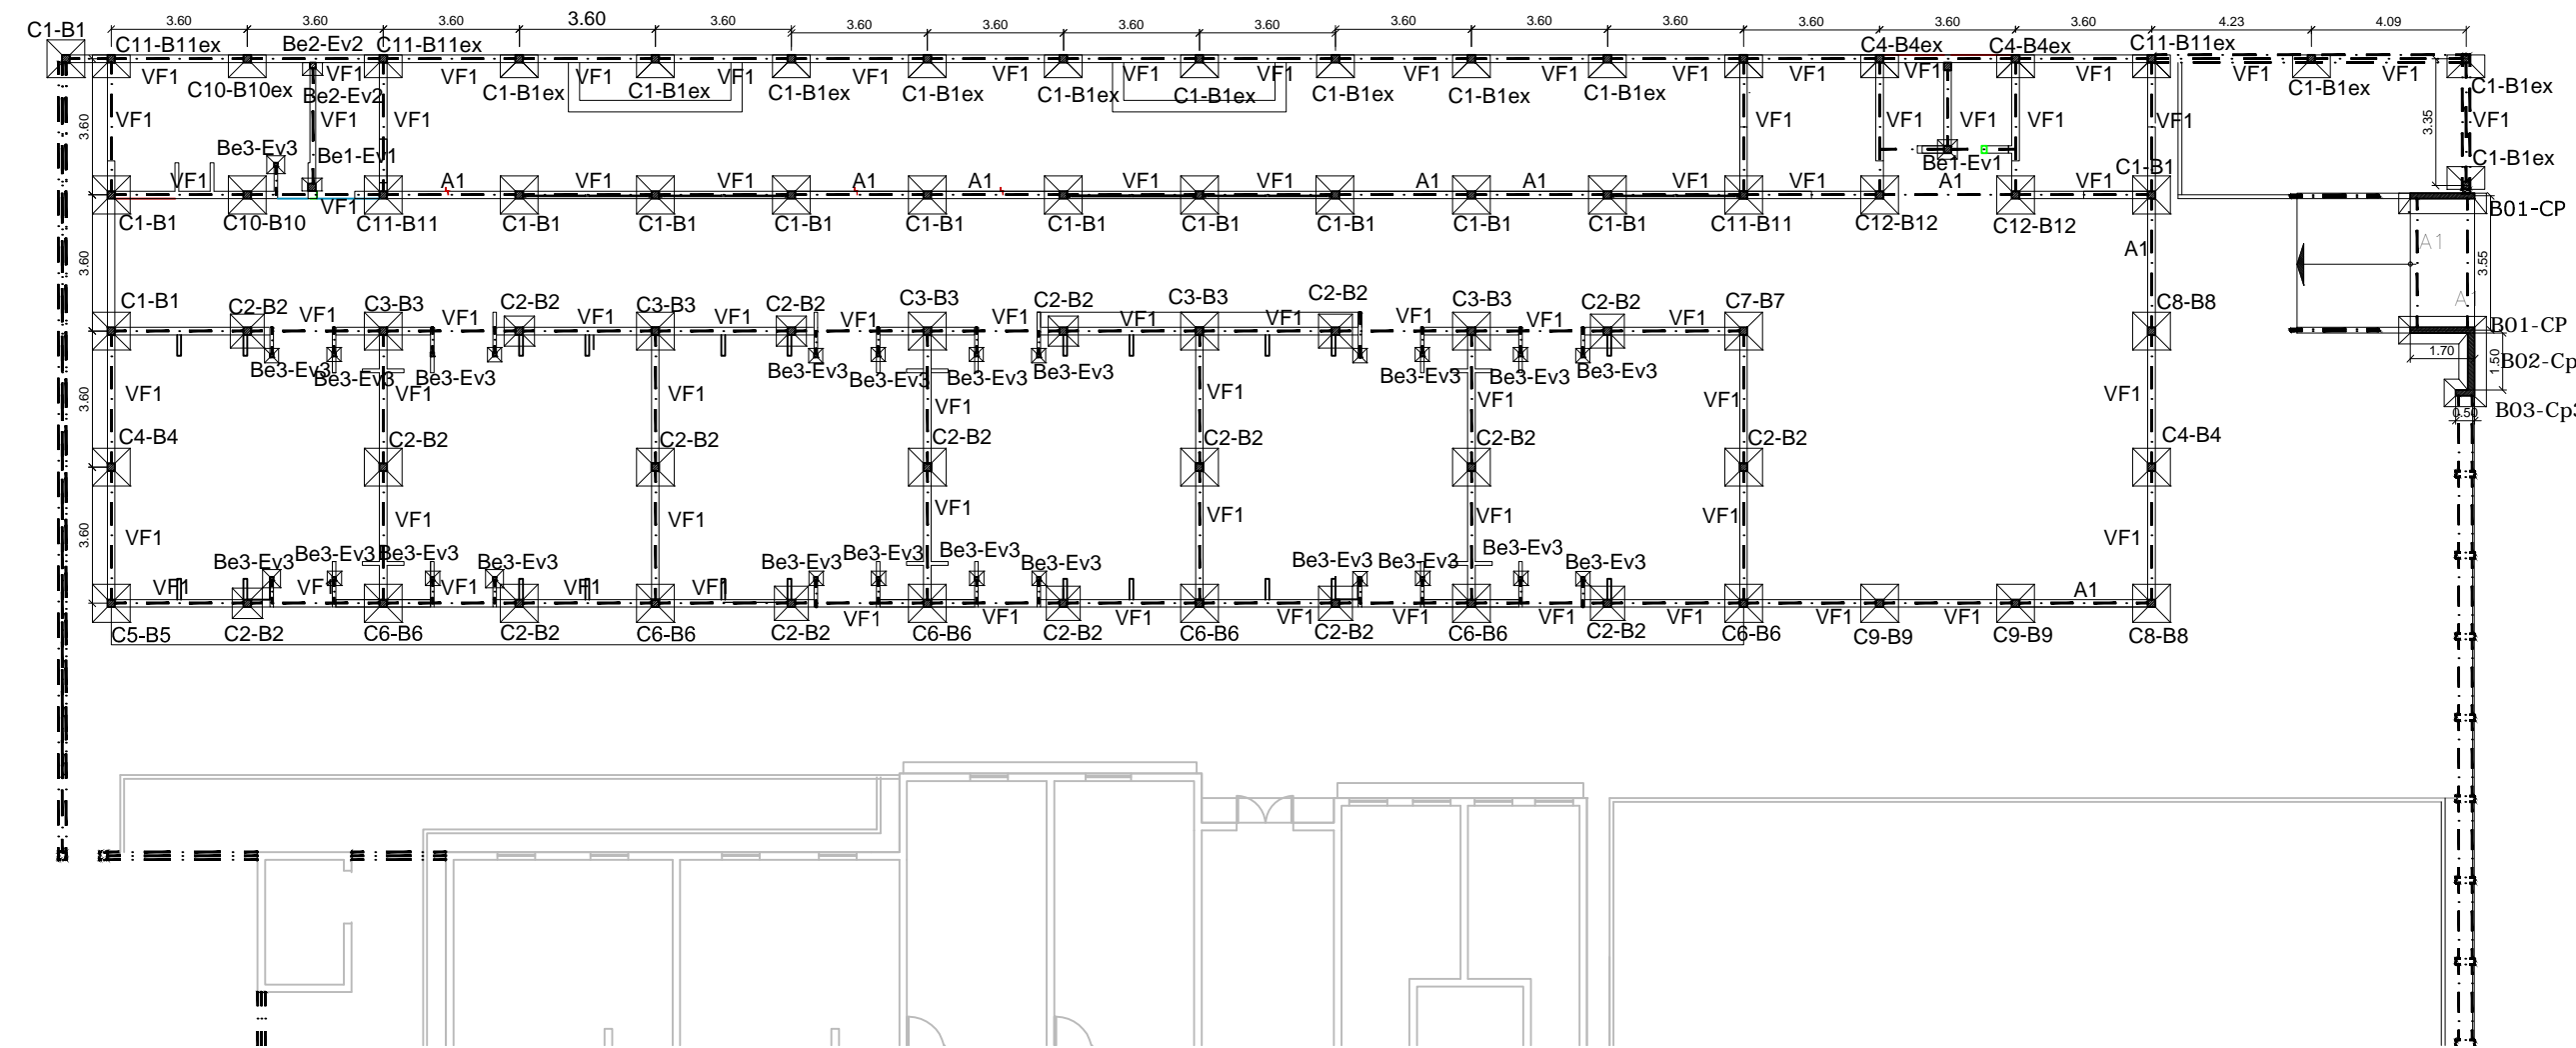 3.60 3.60 3.60 3.60 3.60 3.60 3.60 3.60 3.60 3.60 3.60 3.60 3.60 3.60 3.60 4.23 4.09
C1-B1
C11-B11ex Be2-Ev2 C11-B11ex C4-B4ex C4-B4ex C11-B11ex
VF1 VF1 VF1 VF1 VF1 VF1 VF1 VF1 VF1 VF1 VF1 VF1 VF1 VF1 VF1 VF1 VF1 VF1
C10-B10ex Be2-Ev2 C1-B1ex C1-B1ex C1-B1ex C1-B1ex C1-B1ex C1-B1ex C1-B1ex C1-B1ex C1-B1ex C1-B1ex C1-B1ex
3.60 VF1 VF1 VF1 VF1 VF1 VF1 VF1 3.35 VF1
Be3-Ev3 Be1-Ev1 Be1-Ev1 C1-B1 C1-B1ex
VF1 A1 VF1 VF1 A1 A1 VF1 VF1 A1 A1 VF1 VF1 A1 VF1
VF1
C1-B1 C10-B10 C11-B11 C1-B1 C1-B1 C1-B1 C1-B1 C1-B1 C1-B1 C1-B1 C1-B1 C1-B1 C11-B11 C12-B12 C12-B12 B01-CP
3.60 A1 A1 3.55
C1-B1 C2-B2 C3-B3 C2-B2 C3-B3 C2-B2 C3-B3 C2-B2 C3-B3 C2-B2 C3-B3 C2-B2 C7-B7 C8-B8 A
VF1 VF1 VF1 VF1 VF1 VF1 VF1 VF1 VF1 VF1 VF1 B01-CP
Be3-Ev3 Be3-Ev3 Be3-Ev3 Be3-Ev3 Be3-Ev3 Be3-Ev3 Be3-Ev3 Be3-Ev3 Be3-Ev3 1.70 1.50 B02-Cp
3.60 VF1 VF1 VF1 VF1 VF1 VF1 VF1 VF1 0.50 B03-Cp3
C4-B4 C2-B2 C2-B2 C2-B2 C2-B2 C2-B2 C2-B2 C4-B4
3.60 VF1 VF1 VF1 VF1 VF1 VF1 VF1 VF1
Be3-Ev3 Be3-Ev3 Be3-Ev3 Be3-Ev3 Be3-Ev3 Be3-Ev3 Be3-Ev3 Be3-Ev3 Be3-Ev3 Be3-Ev3 Be3-Ev3
VF1 VF1 VF1 VF1 VF1 A1
VF1 VF1 VF1 VF1 VF1 VF1 VF1 VF1 VF1
C5-B5 C2-B2 C6-B6 C2-B2 C6-B6 C2-B2 C6-B6 C2-B2 C6-B6 C2-B2 C6-B6 C2-B2 C6-B6 C9-B9 C9-B9 C8-B8